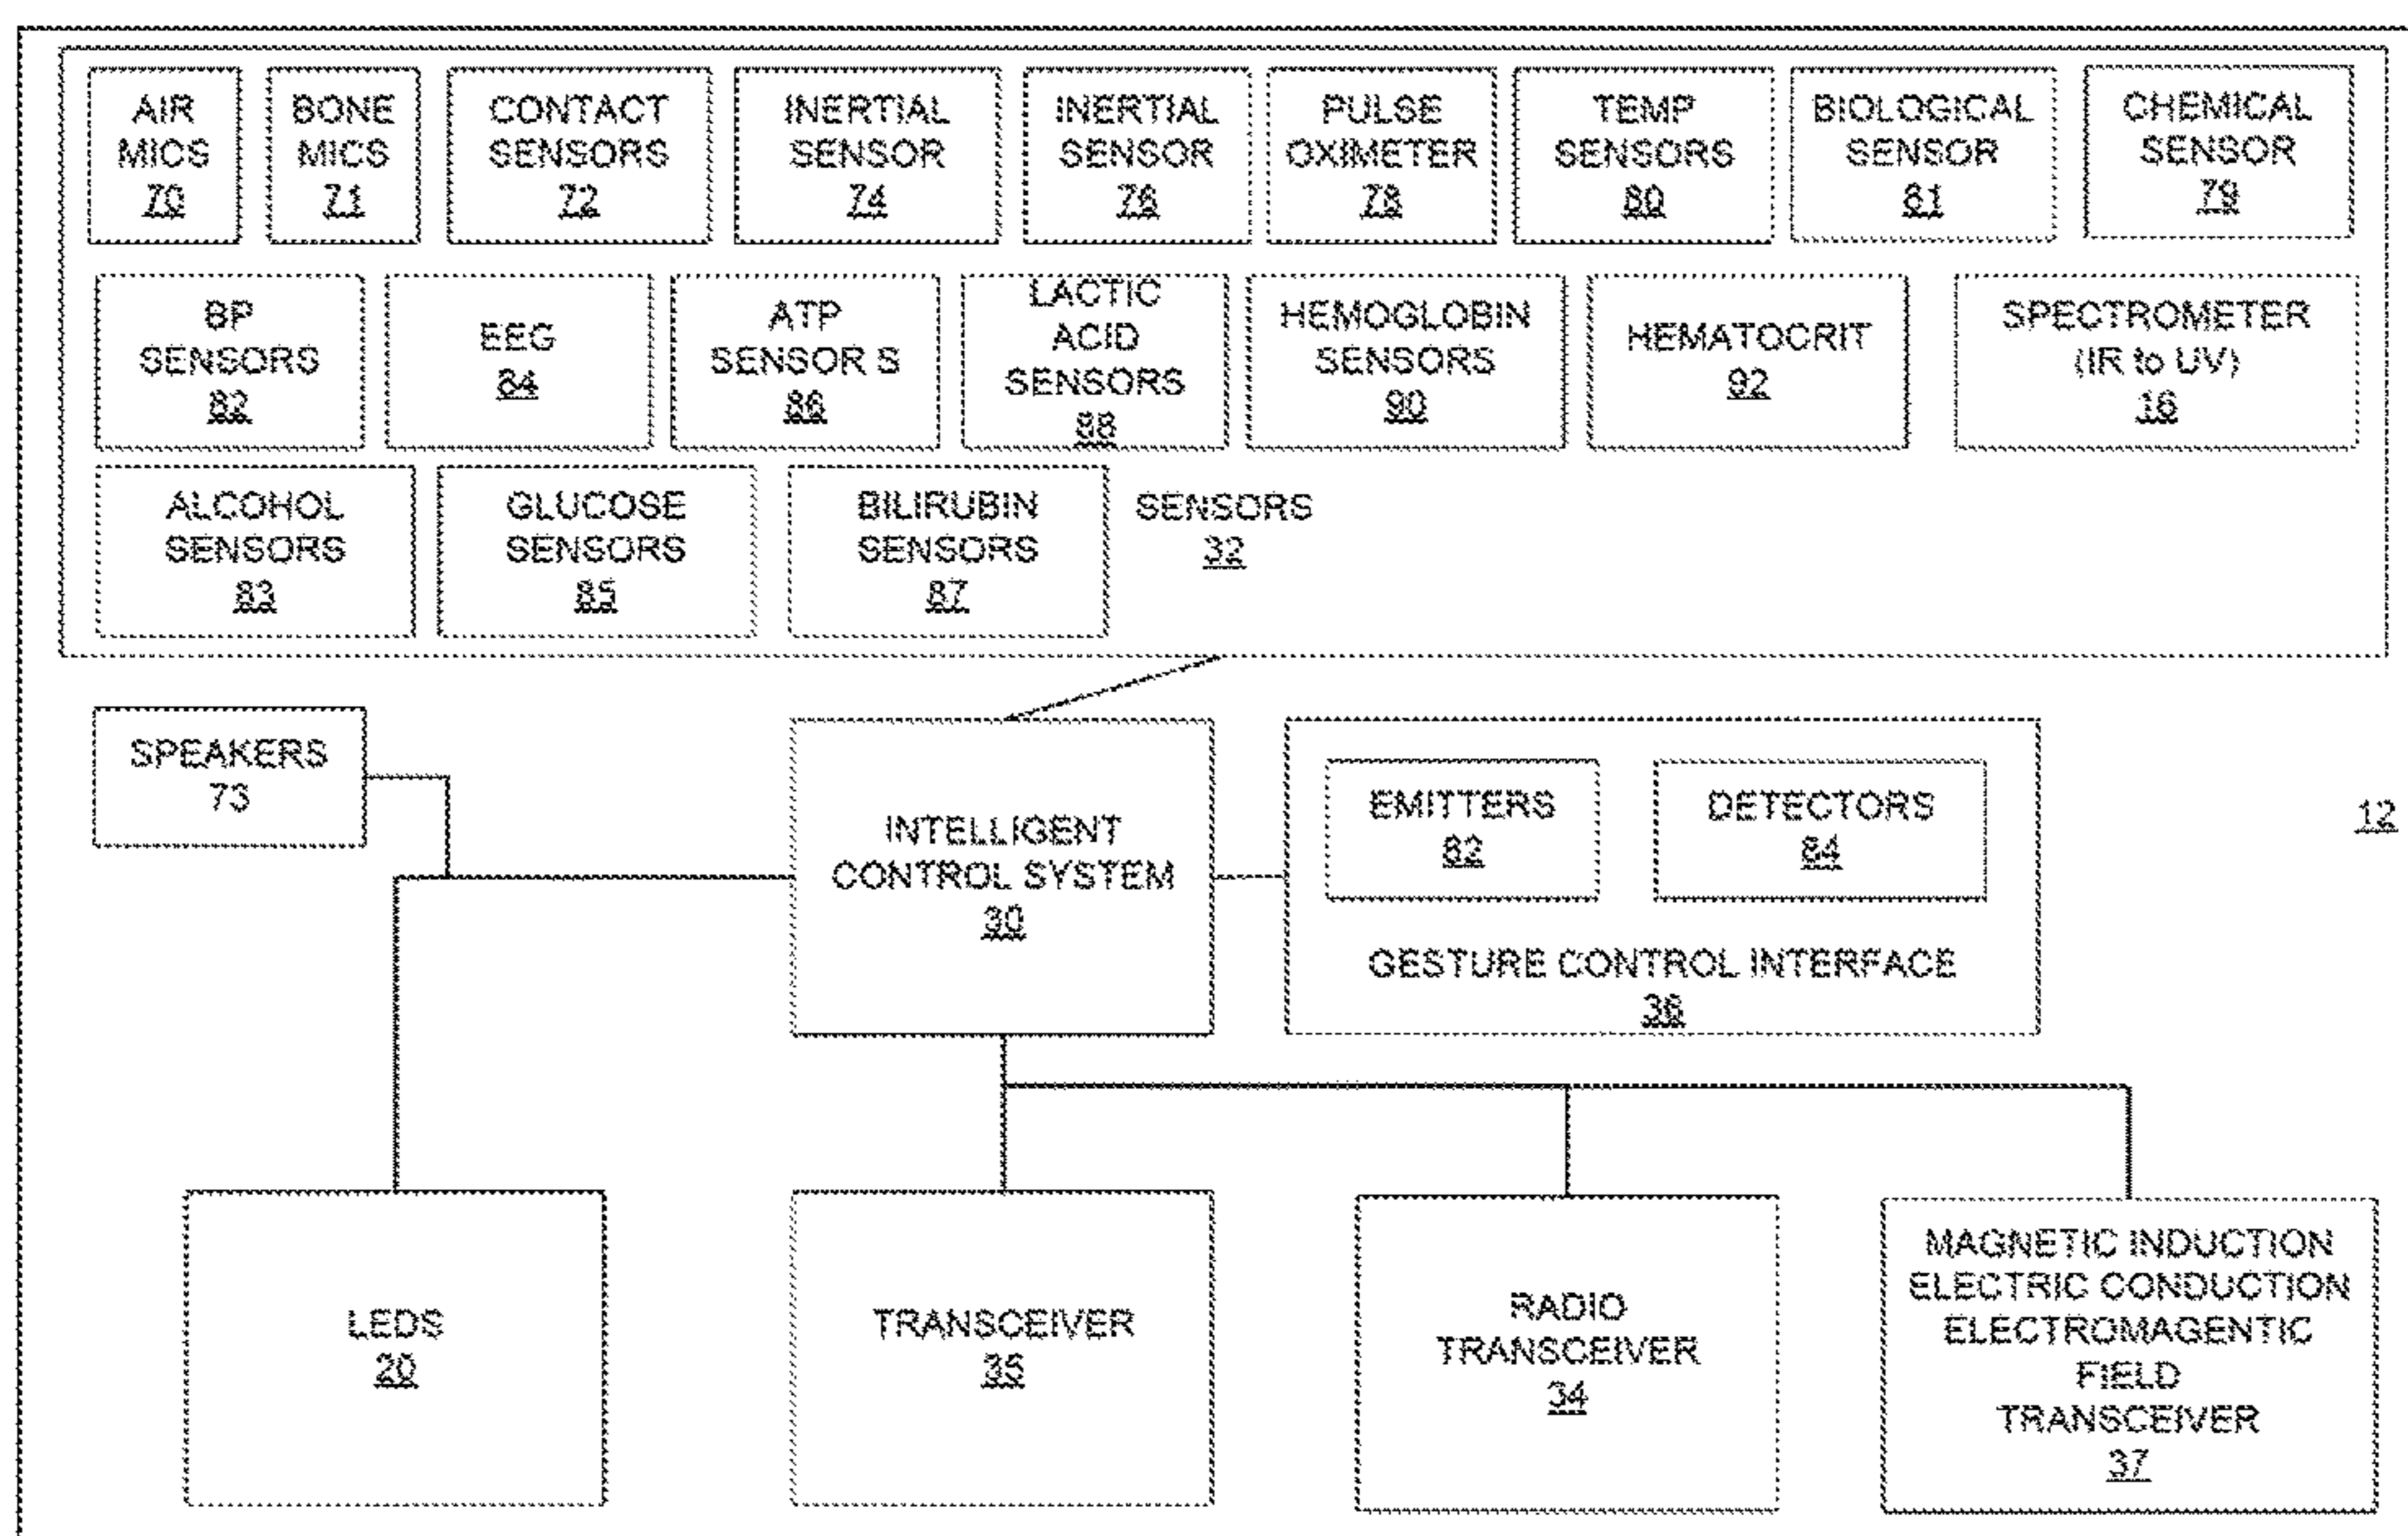 AIR
MICS
70
BONE
MICS
71
CONTACT
SENSORS
72
INERTIAL
SENSOR
74
INERTIAL
SENSOR
76
PULSE
OXIMETER
78
TEMP
SENSORS
80
BIOLOGICAL
SENSOR
81
CHEMICAL
SENSOR
79
BP
SENSORS
82
EEG
84
ATP
SENSOR S
86
LACTIC
ACID
SENSORS
88
HEMOGLOBIN
SENSORS
90
HEMATOCRIT
92
SPECTROMETER
(IR to UV)
16
ALCOHOL
SENSORS
83
GLUCOSE
SENSORS
85
BILIRUBIN
SENSORS
87
SENSORS
32
SPEAKERS
73
INTELLIGENT
CONTROL SYSTEM
30
EMITTERS
82
DETECTORS
84
GESTURE CONTROL INTERFACE
36
12
LEDS
20
TRANSCEIVER
35
RADIO
TRANSCEIVER
34
MAGNETIC INDUCTION
ELECTRIC CONDUCTION
ELECTROMAGENTIC
FIELD
TRANSCEIVER
37